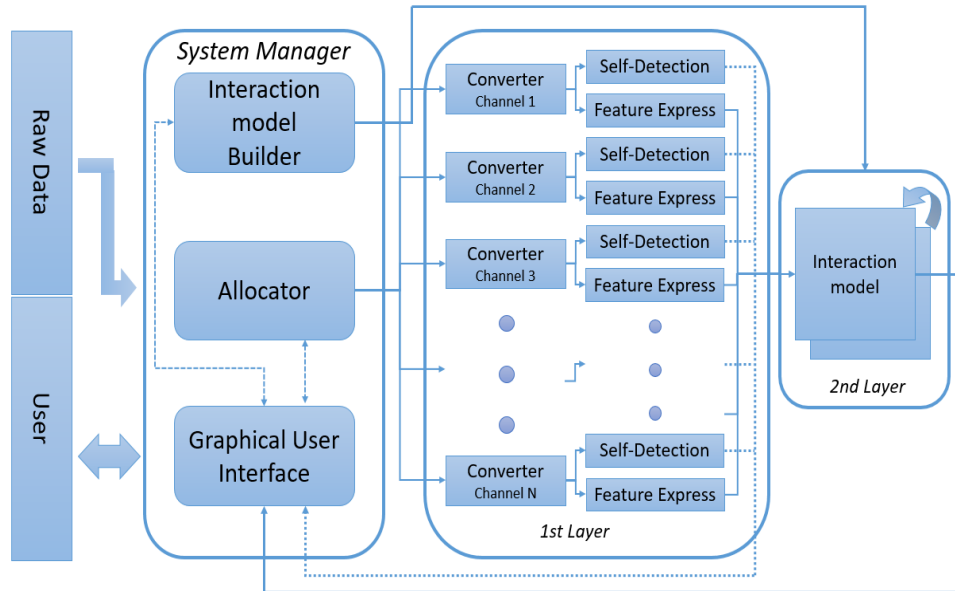 Raw Data
User
System Manager
Interaction
model
Builder
Allocator
Graphical User
Interface
Converter
Channel 1
Self-Detection
Feature Express
Converter
Channel 2
Self-Detection
Feature Express
Converter
Channel 3
Self-Detection
Feature Express
Converter
Channel N
Self-Detection
Feature Express
1st Layer
Interaction
model
2nd Layer